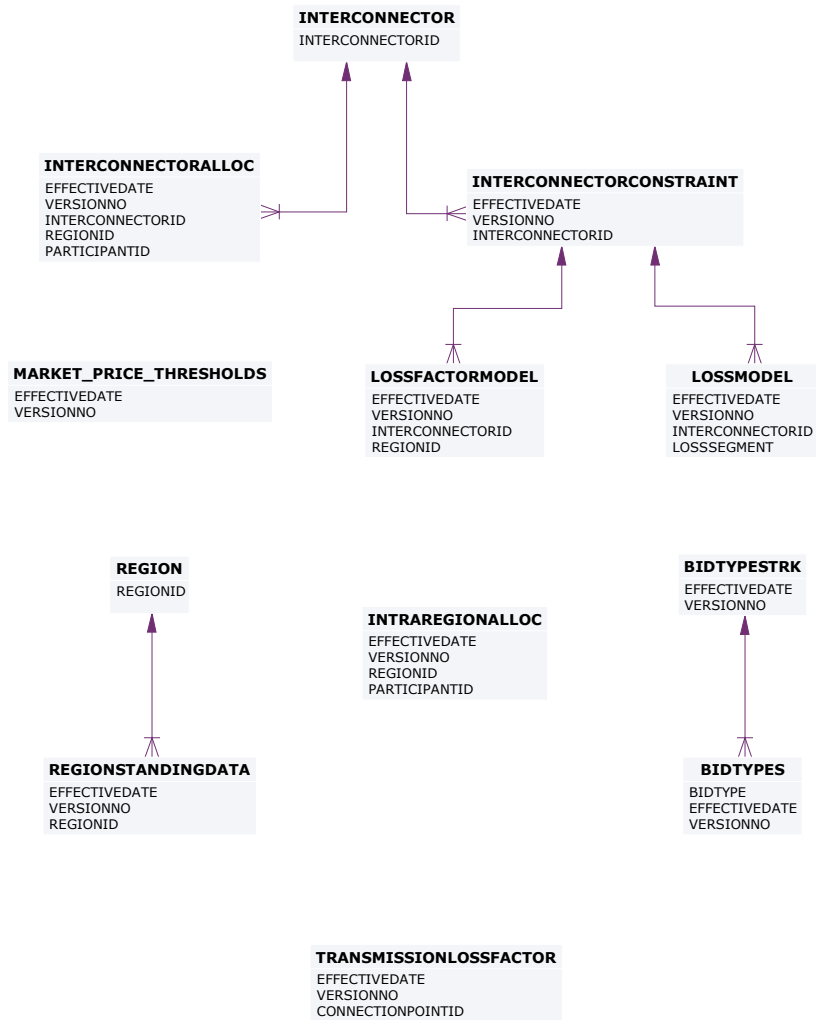 INTERCONNECTOR
INTERCONNECTORID
INTERCONNECTORALLOC
EFFECTIVEDATE
VERSIONNO
INTERCONNECTORID
REGIONID
PARTICIPANTID
INTERCONNECTORCONSTRAINT
EFFECTIVEDATE
VERSIONNO
INTERCONNECTORID
MARKET_PRICE_THRESHOLDS
EFFECTIVEDATE
VERSIONNO
LOSSFACTORMODEL
EFFECTIVEDATE
VERSIONNO
INTERCONNECTORID
REGIONID
LOSSMODEL
EFFECTIVEDATE
VERSIONNO
INTERCONNECTORID
LOSSSEGMENT
REGION
REGIONID
INTRAREGIONALLOC
EFFECTIVEDATE
VERSIONNO
REGIONID
PARTICIPANTID
BIDTYPESTRK
EFFECTIVEDATE
VERSIONNO
REGIONSTANDINGDATA
EFFECTIVEDATE
VERSIONNO
REGIONID
BIDTYPES
BIDTYPE
EFFECTIVEDATE
VERSIONNO
TRANSMISSIONLOSSFACTOR
EFFECTIVEDATE
VERSIONNO
CONNECTIONPOINTID